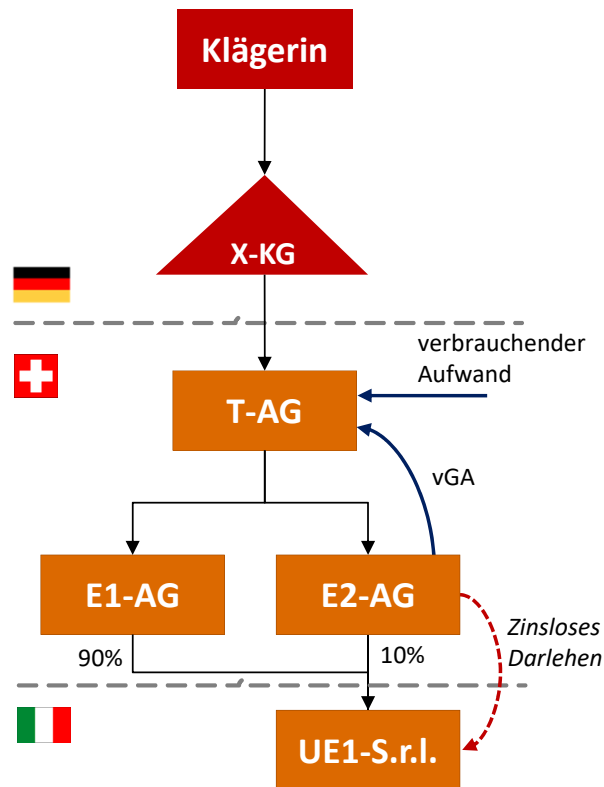 Klägerin
X-KG
verbrauchender
Aufwand
T-AG
vGA
E1-AG
E2-AG
Zinsloses
Darlehen
90%
10%
UE1-S.r.l.